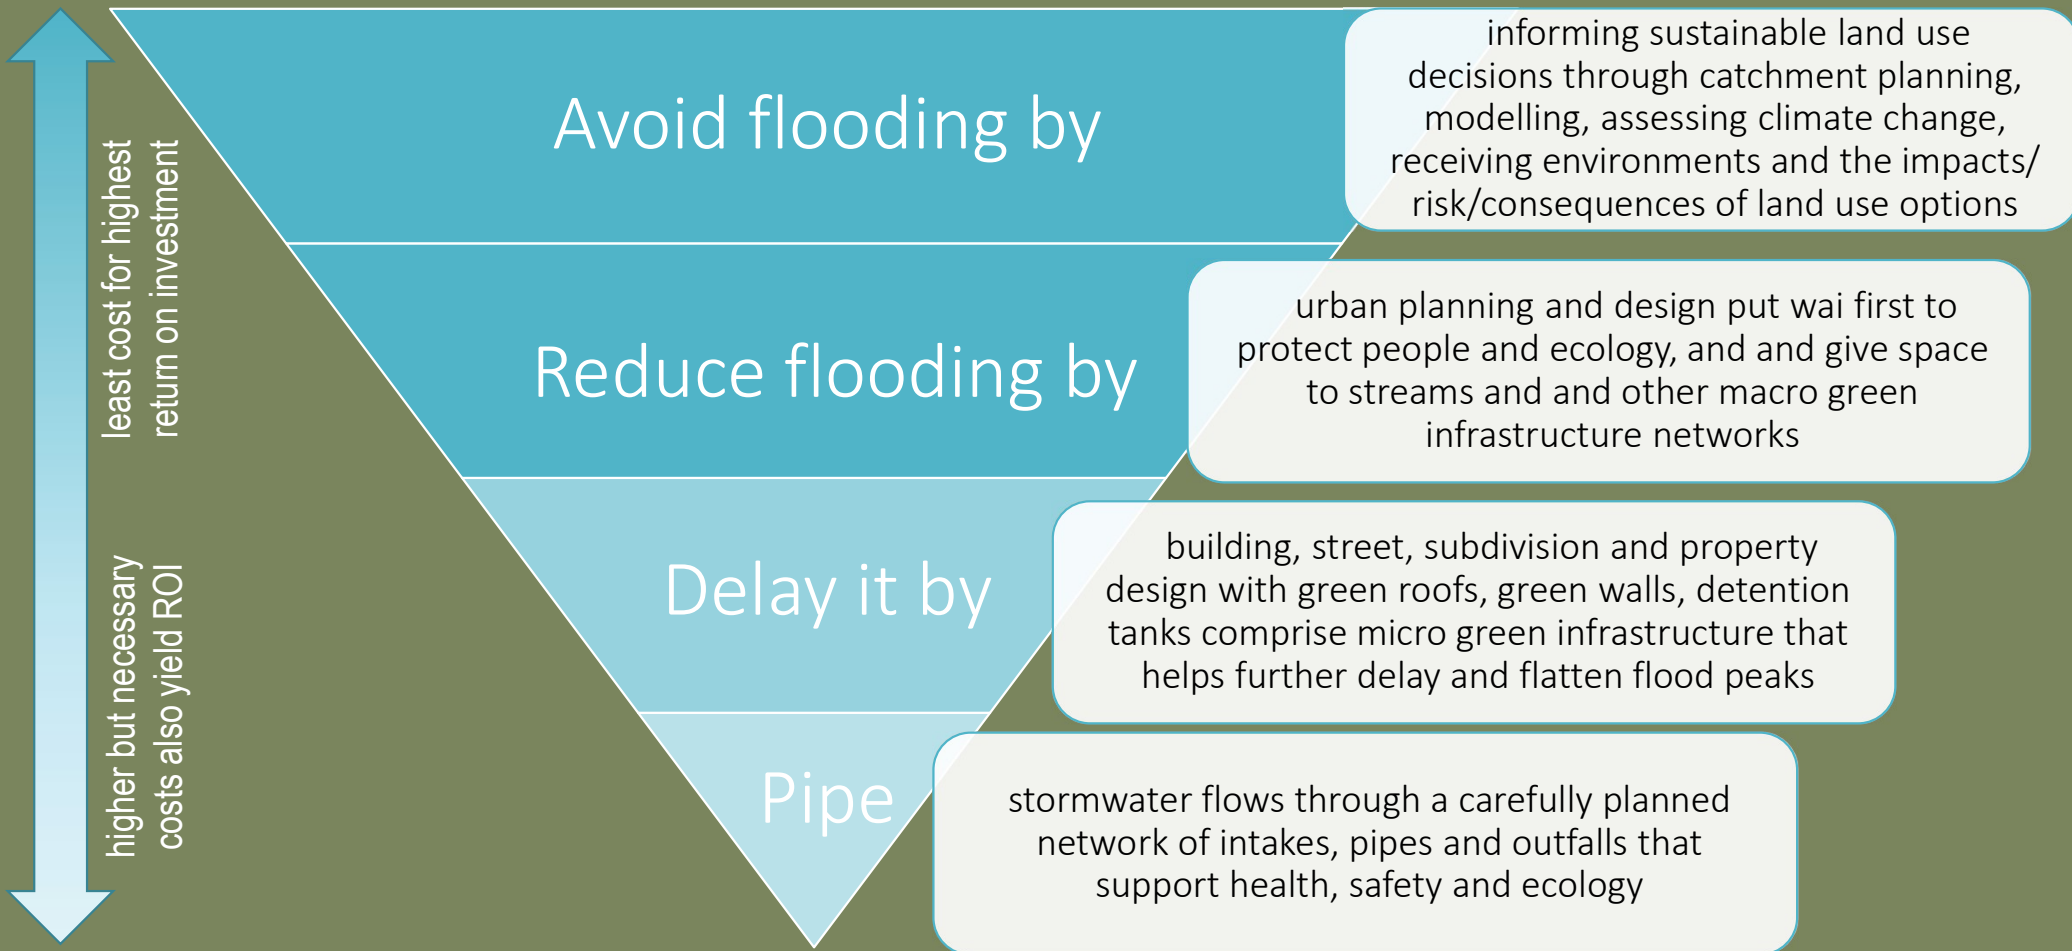 least cost for highest
return on investment
higher but necessary
costs also yield ROI
Avoid flooding by
informing sustainable land use
decisions through catchment planning,
modelling, assessing climate change,
receiving environments and the impacts/
risk/consequences of land use options
Reduce flooding by
urban planning and design put wai first to
protect people and ecology, and and give space
to streams and and other macro green
infrastructure networks
Delay it by
building, street, subdivision and property
design with green roofs, green walls, detention
tanks comprise micro green infrastructure that
helps further delay and flatten flood peaks
Pipe
stormwater flows through a carefully planned
network of intakes, pipes and outfalls that
support health, safety and ecology